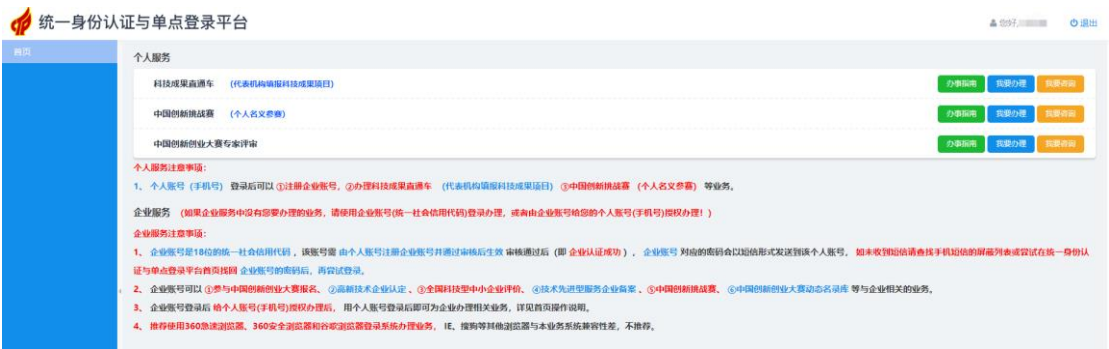 统一身份认证与单点登录平台
您好, 退出
首页
个人服务
科技成果直通车 (代表机构填报科技成果项目) 办事指南 我要办理 我要咨询
中国创新挑战赛 (个人名义参赛) 办事指南 我要办理 我要咨询
中国创新创业大赛专家评审 办事指南 我要办理 我要咨询
个人服务注意事项:
1、个人账号(手机号)登录后可以①注册企业账号,②办理科技成果直通车 (代表机构填报科技成果项目) ③中国创新挑战赛 (个人名义参赛) 等业务。
企业服务 (如果企业服务中没有您要办理的业务,请使用企业账号(统一社会信用代码)登录办理,或者由企业账号给您的个人账号(手机号)授权办理!)
企业服务注意事项:
1、企业账号是18位的统一社会信用代码,该账号需 由个人账号注册企业账号并通过审核后生效 审核通过后(即 企业认证成功),企业账号 对应的密码会以短信形式发送到该个人账号, 如未收到短信请查找手机短信的屏蔽列表或尝试在统一身份认
证与单点登录平台首页找回 企业账号的密码后,再尝试登录。
2、企业账号可以 ①参与中国创新创业大赛报名、②高新技术企业认定、③全国科技型中小企业评价、④技术先进型服务企业备案、⑤中国创新挑战赛、⑥中国创新创业大赛动态名录库 等与企业相关的业务。
3、企业账号登录后 给个人账号(手机号)授权办理后, 用个人账号登录后即可为企业办理相关业务,详见首页操作说明。
4、推荐使用360急速浏览器、360安全浏览器和谷歌浏览器登录系统办理业务, IE、搜狗等其他浏览器与本业务系统兼容性差,不推荐。